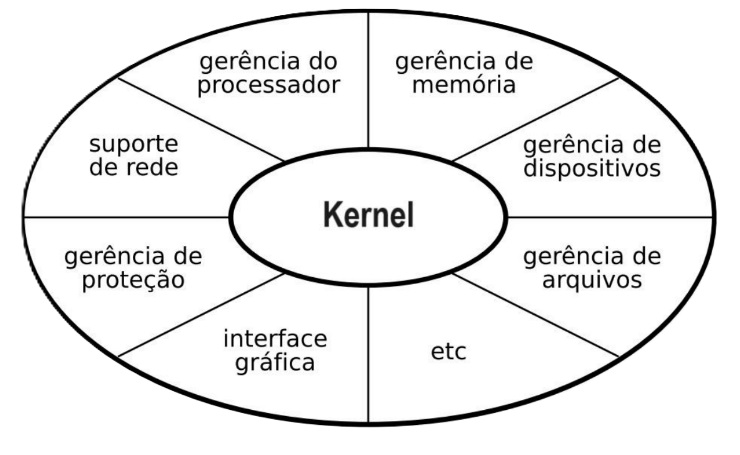 gerência do
processador
gerência de
memória
suporte
de rede
gerência de
dispositivos
Kernel
gerência de
proteção
gerência de
arquivos
interface
gráfica
etc